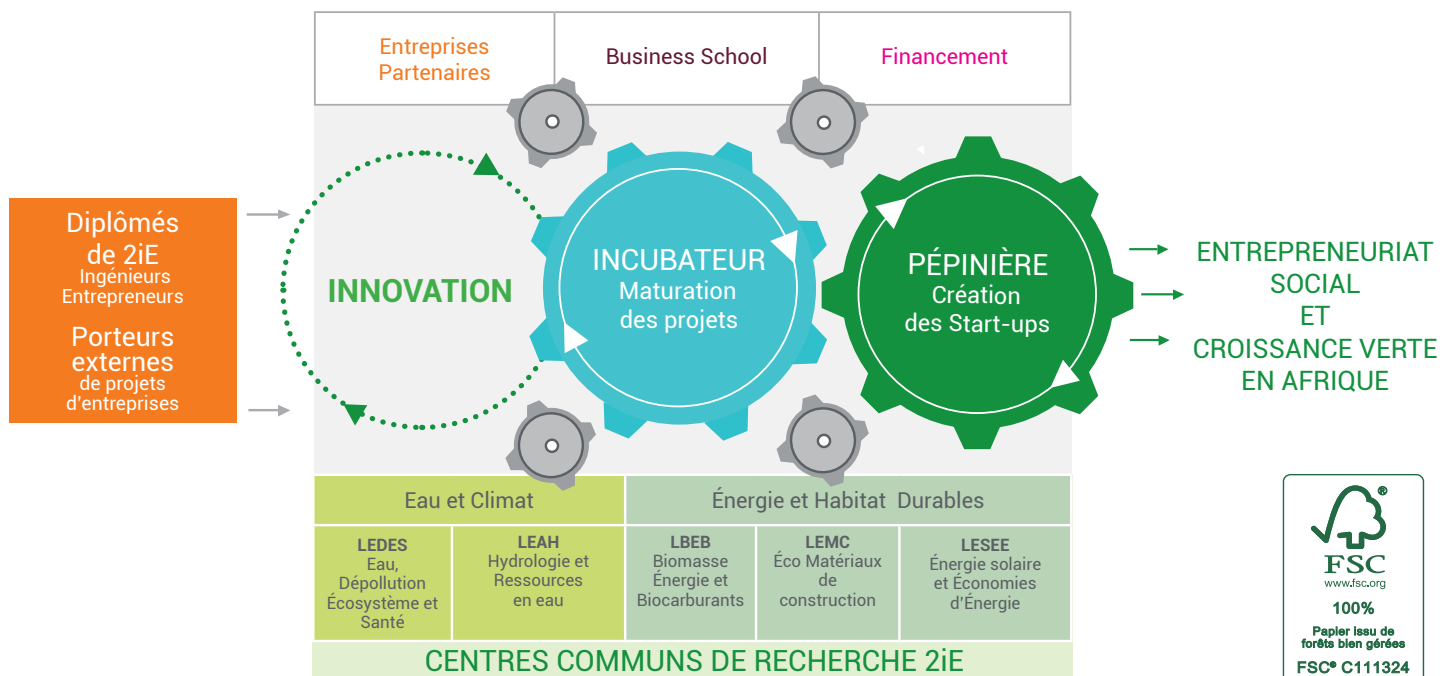 Entreprises
Partenaires
Business School
Financement
Diplômés
de 2iE
Ingénieurs
Entrepreneurs
Porteurs
externes
de projets
d'entreprises
INNOVATION
INCUBATEUR
Maturation
des projets
PÉPINIÈRE
Création
des Start-ups
ENTREPRENEURIAT
SOCIAL
ET
CROISSANCE VERTE
EN AFRIQUE
Eau et Climat
Énergie et Habitat Durables
LEDES
Eau,
Dépollution
Écosystème et
Santé
LEAH
Hydrologie et
Ressources
en eau
LBEB
Biomasse
Énergie et
Biocarburants
LEMC
Éco Matériaux
de
construction
LESEE
Énergie solaire
et Économies
d'Énergie
CENTRES COMMUNS DE RECHERCHE 2iE
®
FSC
www.fsc.org
100%
Papier issu de
forêts bien gérées
FSC® C111324